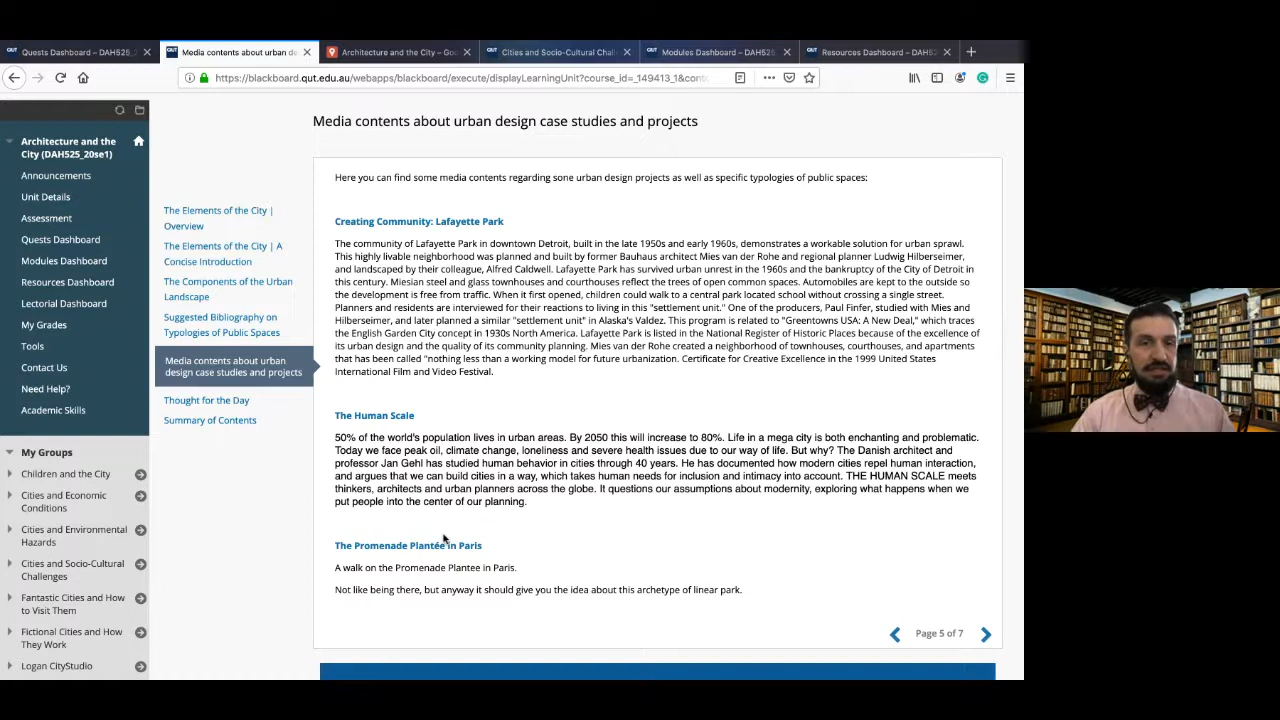 Quests Dashboard – DAH525_2
Media contents about urban de
Architecture and the City – Goo
Cities and Socio-Cultural Chall
Modules Dashboard – DAH525
Resources Dashboard – DAH52
https://blackboard.qut.edu.au/webapps/blackboard/execute/displayLearningUnit?course_id=_149413_1&cont
Architecture and the
City (DAH525_20se1)
Announcements
Unit Details
Assessment
Quests Dashboard
Modules Dashboard
Resources Dashboard
Lectorial Dashboard
My Grades
Tools
Contact Us
Need Help?
Academic Skills
My Groups
Children and the City
Cities and Economic
Conditions
Cities and Environmental
Hazards
Cities and Socio-Cultural
Challenges
Fantastic Cities and How
to Visit Them
Fictional Cities and How
They Work
Logan CityStudio
The Elements of the City |
Overview
The Elements of the City | A
Concise Introduction
The Components of the Urban
Landscape
Suggested Bibliography on
Typologies of Public Spaces
Media contents about urban
design case studies and projects
Thought for the Day
Summary of Contents
Media contents about urban design case studies and projects
Here you can find some media contents regarding sone urban design projects as well as specific typologies of public spaces:
Creating Community: Lafayette Park
The community of Lafayette Park in downtown Detroit, built in the late 1950s and early 1960s, demonstrates a workable solution for urban sprawl.
This highly livable neighborhood was planned and built by former Bauhaus architect Mies van der Rohe and regional planner Ludwig Hilberseimer,
and landscaped by their colleague, Alfred Caldwell. Lafayette Park has survived urban unrest in the 1960s and the bankruptcy of the City of Detroit in
this century. Miesian steel and glass townhouses and courthouses reflect the trees of open common spaces. Automobiles are kept to the outside so
the development is free from traffic. When it first opened, children could walk to a central park located school without crossing a single street.
Planners and residents are interviewed for their reactions to living in this "settlement unit." One of the producers, Paul Finfer, studied with Mies and
Hilberseimer, and later planned a similar "settlement unit" in Alaska's Valdez. This program is related to "Greentowns USA: A New Deal," which traces
the English Garden City concept in 1930s North America. Lafayette Park is listed in the National Register of Historic Places because of the excellence of
its urban design and the quality of its community planning. Mies van der Rohe created a neighborhood of townhouses, courthouses, and apartments
that has been called "nothing less than a working model for future urbanization. Certificate for Creative Excellence in the 1999 United States
International Film and Video Festival.
The Human Scale
50% of the world's population lives in urban areas. By 2050 this will increase to 80%. Life in a mega city is both enchanting and problematic.
Today we face peak oil, climate change, loneliness and severe health issues due to our way of life. But why? The Danish architect and
professor Jan Gehl has studied human behavior in cities through 40 years. He has documented how modern cities repel human interaction,
and argues that we can build cities in a way, which takes human needs for inclusion and intimacy into account. THE HUMAN SCALE meets
thinkers, architects and urban planners across the globe. It questions our assumptions about modernity, exploring what happens when we
put people into the center of our planning.
The Promenade Plantée in Paris
A walk on the Promenade Plantee in Paris.
Not like being there, but anyway it should give you the idea about this archetype of linear park.
Page 5 of 7